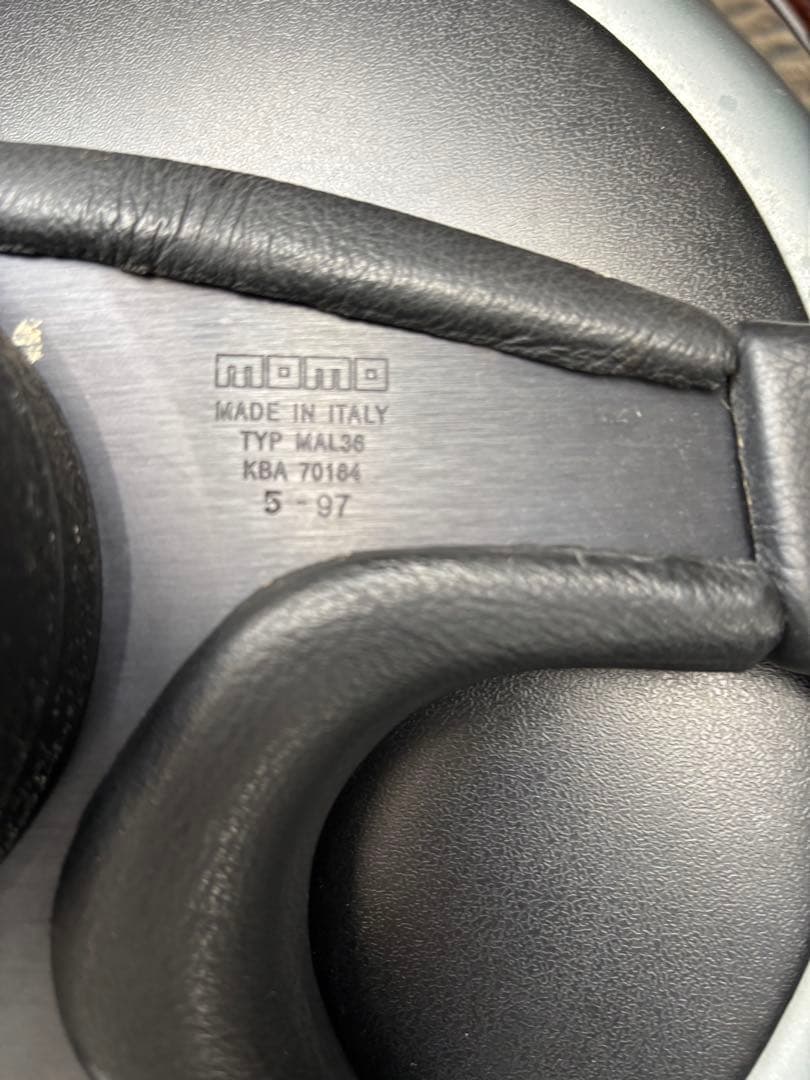 momo
MADE IN ITALY
TYP MAL36
KBA 70164
5-97